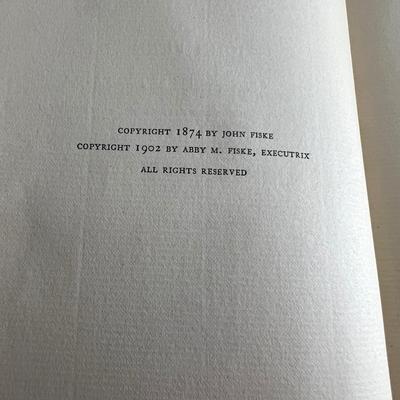 COPYRIGHT 1874 BY JOHN FISKE
COPYRIGHT 1902 BY ABBY M. FISKE, EXECUTRIX
ALL RIGHTS RESERVED